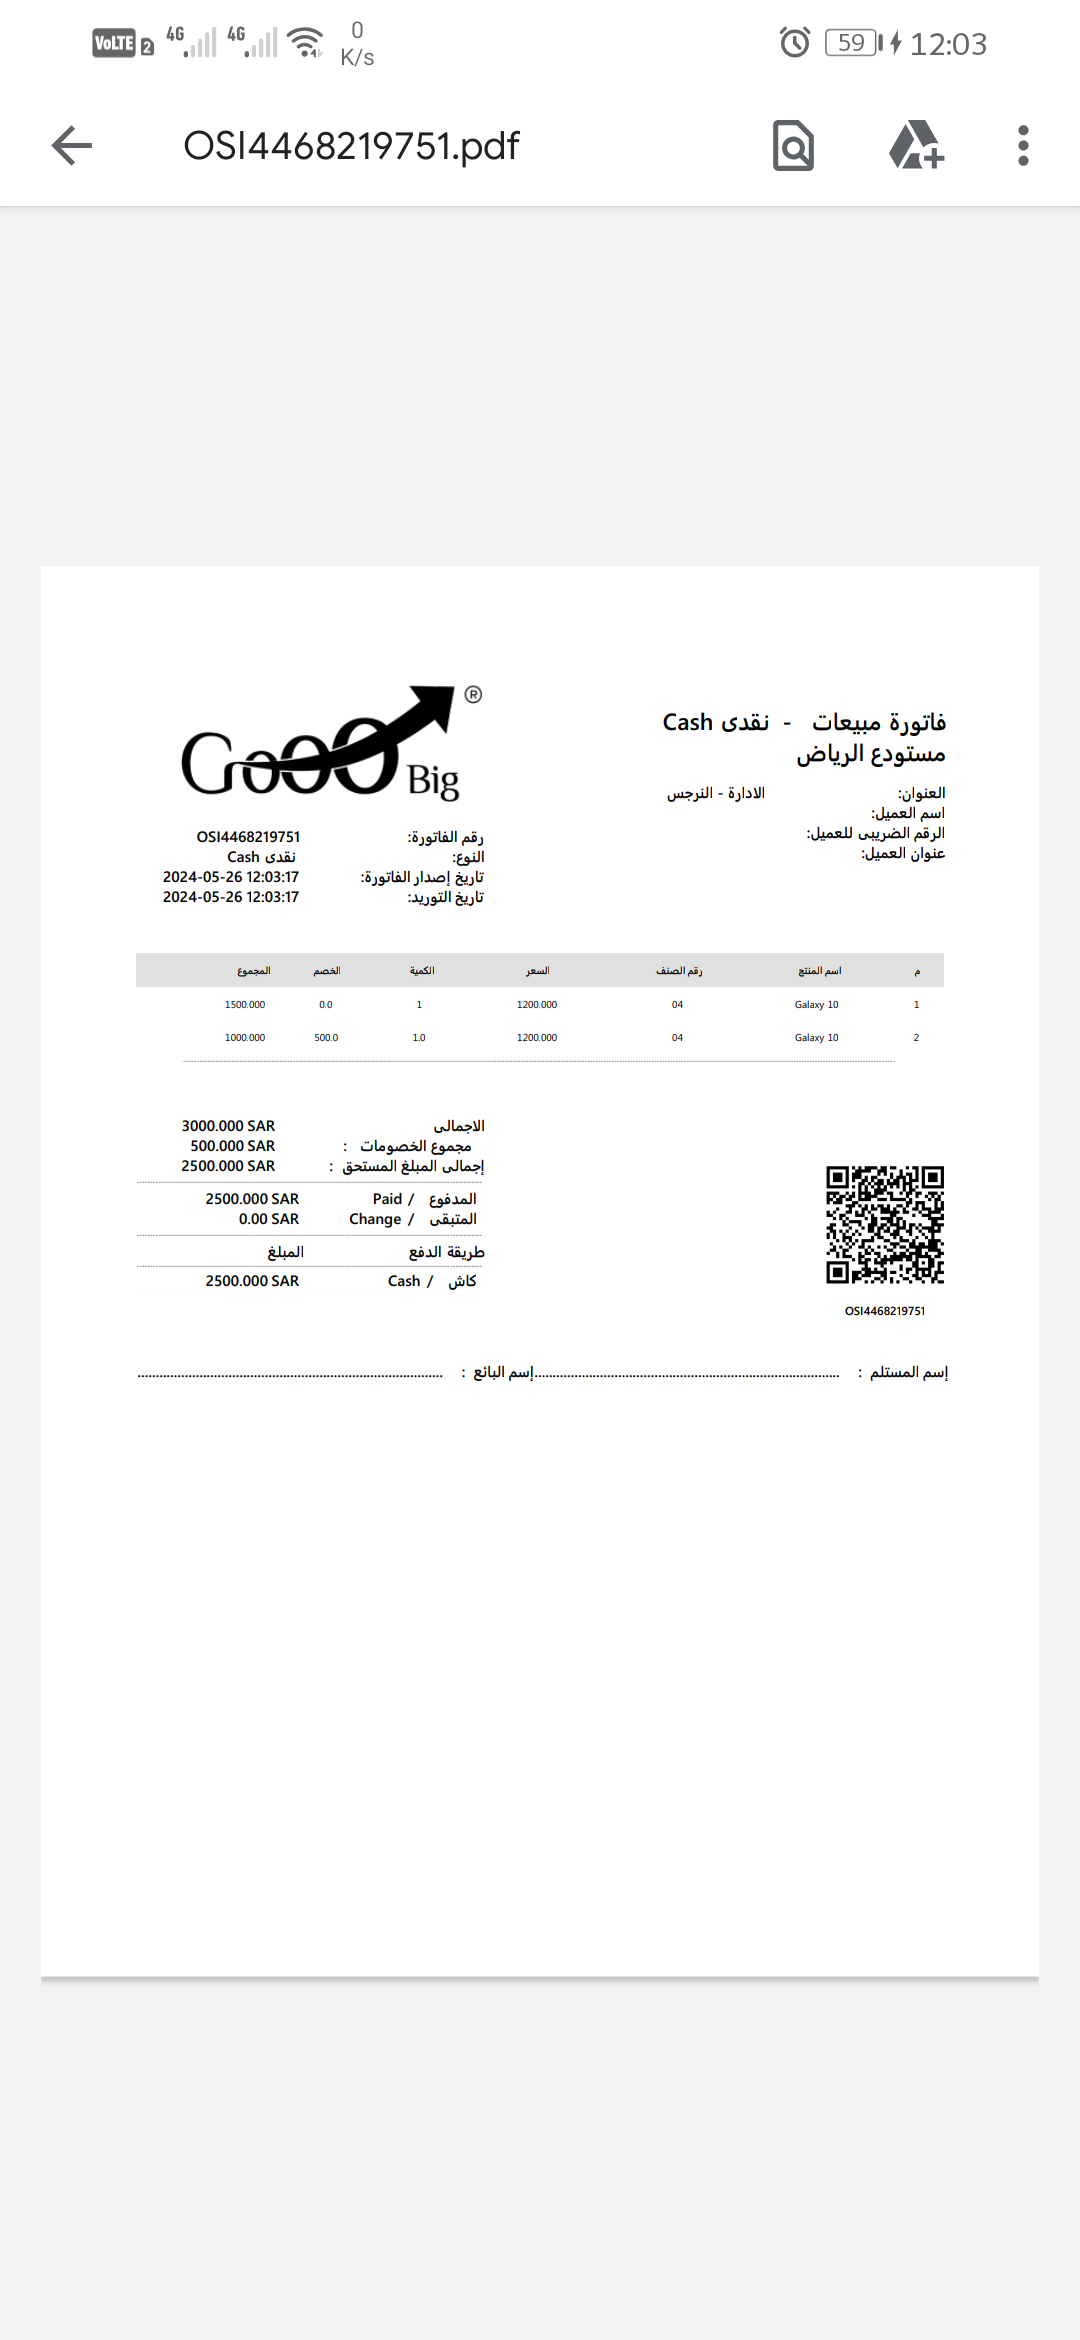 VoLTE 2 4G 4G 0 K/s 59 12:03
OSI4468219751.pdf
GoOO Big ®
فاتورة مبيعات - نقدى Cash
مستودع الرياض
العنوان: الادارة - النرجس
اسم العميل:
الرقم الضريبى للعميل:
عنوان العميل:
رقم الفاتورة: OSI4468219751
النوع: نقدى Cash
تاريخ إصدار الفاتورة: 2024-05-26 12:03:17
تاريخ التوريد: 2024-05-26 12:03:17
م اسم المنتج رقم الصنف السعر الكمية الخصم المجموع
1 Galaxy 10 04 1200.000 1 0.0 1500.000
2 Galaxy 10 04 1200.000 1.0 500.0 1000.000
الاجمالى 3000.000 SAR
مجموع الخصومات : 500.000 SAR
إجمالى المبلغ المستحق : 2500.000 SAR
المدفوع / Paid 2500.000 SAR
المتبقى / Change 0.00 SAR
طريقة الدفع المبلغ
كاش / Cash 2500.000 SAR
OSI4468219751
إسم المستلم : ....................إسم البائع : ....................